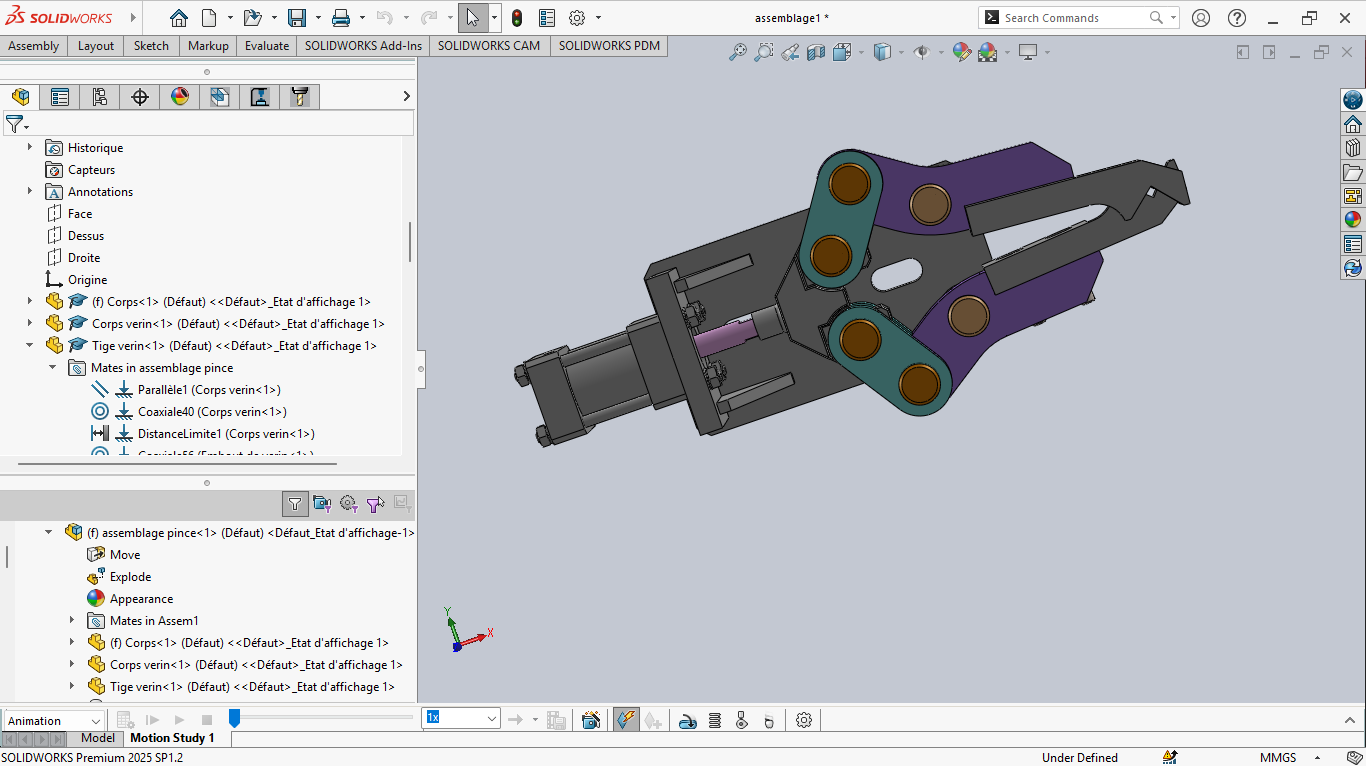 SOLIDWORKS
assemblage1 *
Search Commands
Assembly
Layout
Sketch
Markup
Evaluate
SOLIDWORKS Add-Ins
SOLIDWORKS CAM
SOLIDWORKS PDM
Historique
Capteurs
Annotations
Face
Dessus
Droite
Origine
(f) Corps<1> (Défaut) <<Défaut>_Etat d'affichage 1>
Corps verin<1> (Défaut) <<Défaut>_Etat d'affichage 1>
Tige verin<1> (Défaut) <<Défaut>_Etat d'affichage 1>
Mates in assemblage pince
Parallèle1 (Corps verin<1>)
Coaxiale40 (Corps verin<1>)
DistanceLimite1 (Corps verin<1>)
Coaxiale56 (Embout de verin<1>)
(f) assemblage pince<1> (Défaut) <Défaut_Etat d'affichage-1>
Move
Explode
Appearance
Mates in Assem1
(f) Corps<1> (Défaut) <<Défaut>_Etat d'affichage 1>
Corps verin<1> (Défaut) <<Défaut>_Etat d'affichage 1>
Tige verin<1> (Défaut) <<Défaut>_Etat d'affichage 1>
Y
X
Animation
1x
Model
Motion Study 1
SOLIDWORKS Premium 2025 SP1.2
Under Defined
MMGS